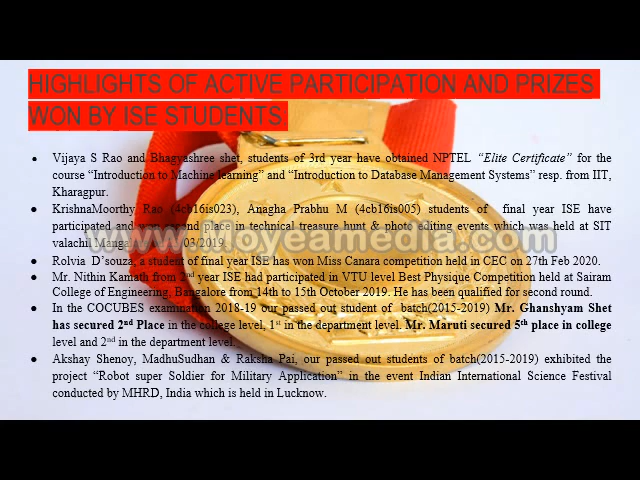 HIGHLIGHTS OF ACTIVE PARTICIPATION AND PRIZES
WON BY ISE STUDENTS
• Vijaya S Rao and Bhagyashree shet, students of 3rd year have obtained NPTEL “Elite Certificate” for the
course “Introduction to Machine learning” and “Introduction to Database Management Systems” resp. from IIT,
Kharagpur.
• KrishnaMoorthy Rao (4cb16is023), Anagha Prabhu M (4cb16is005) students of final year ISE have
participated and won second place in technical treasure hunt & photo editing events which was held at SIT
valachil Manga 03/2019.
www.Moyeamedia.com
• Rolvia D’souza, a student of final year ISE has won Miss Canara competition held in CEC on 27th Feb 2020.
• Mr. Nithin Kamath from 2nd year ISE had participated in VTU level Best Physique Competition held at Sairam
College of Engineering, Bangalore from 14th to 15th October 2019. He has been qualified for second round.
• In the COCUBES examination 2018-19 our passed out student of batch(2015-2019) Mr. Ghanshyam Shet
has secured 2nd Place in the college level, 1st in the department level. Mr. Maruti secured 5th place in college
level and 2nd in the department level.
• Akshay Shenoy, MadhuSudhan & Raksha Pai, our passed out students of batch(2015-2019) exhibited the
project “Robot super Soldier for Military Application” in the event Indian International Science Festival
conducted by MHRD, India which is held in Lucknow.